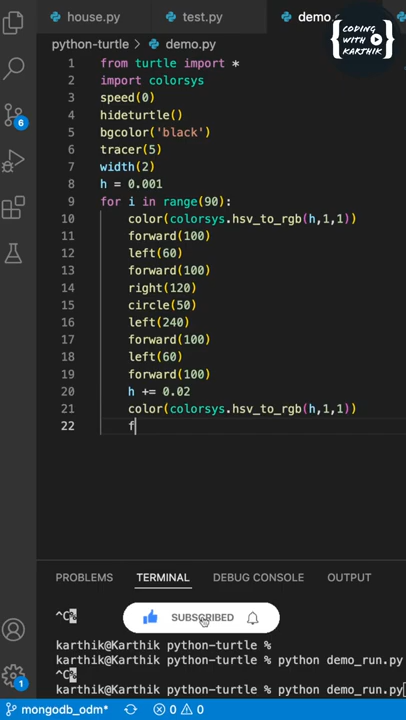 house.py test.py demo.
CODING
WITH
KARTHIK
python-turtle > demo.py
1 from turtle import *
2 import colorsys
3 speed(0)
4 hideturtle()
5 bgcolor('black')
6 tracer(5)
7 width(2)
8 h = 0.001
9 for i in range(90):
10 color(colorsys.hsv_to_rgb(h,1,1))
11 forward(100)
12 left(60)
13 forward(100)
14 right(120)
15 circle(50)
16 left(240)
17 forward(100)
18 left(60)
19 forward(100)
20 h += 0.02
21 color(colorsys.hsv_to_rgb(h,1,1))
22 f
6
PROBLEMS TERMINAL DEBUG CONSOLE OUTPUT
^C%
SUBSCRIBED
karthik@Karthik python-turtle %
karthik@Karthik python-turtle % python demo_run.py
^C%
karthik@Karthik python-turtle % python demo_run.py
1
mongodb_odm* 0 0